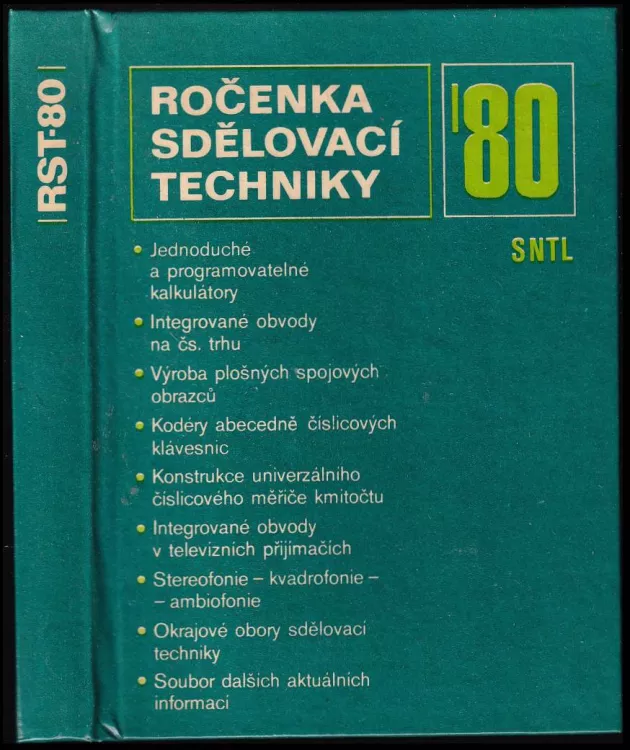 RST-80
ROČENKA
SDĚLOVACÍ
TECHNIKY
'80
SNTL
• Jednoduché
a programovatelné
kalkulátory
• Integrované obvody
na čs. trhu
• Výroba plošných spojových
obrazců
• Kodéry abecedně číslicových
klávesnic
• Konstrukce univerzálního
číslicového měřiče kmitočtu
• Integrované obvody
v televizních přijímačích
• Stereofonie – kvadrofonie –
– ambiofonie
• Okrajové obory sdělovací
techniky
• Soubor dalších aktuálních
informací